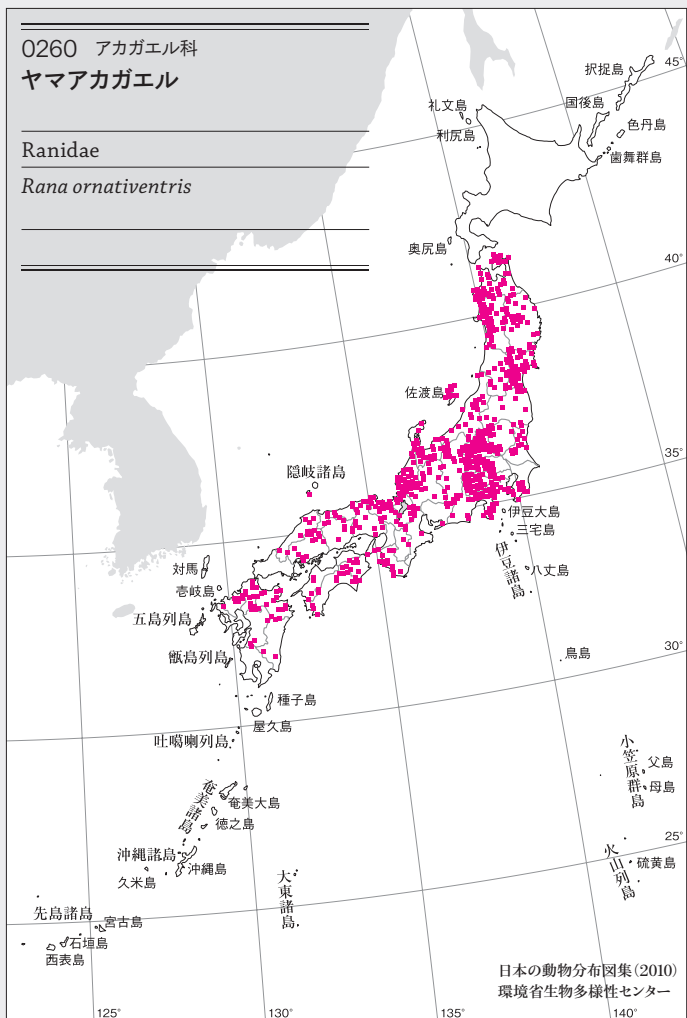 0260 アカガエル科
ヤマアカガエル
Ranidae
Rana ornativentris
45°
択捉島
国後島
礼文島
色丹島
利尻島
歯舞群島
奥尻島
40°
佐渡島
35°
隠岐諸島
伊豆大島
三宅島
伊豆諸島
八丈島
対馬
壱岐島
五島列島
甑島列島
鳥島
30°
種子島
屋久島
吐噶喇列島
小笠原群島
父島
母島
奄美諸島
奄美大島
徳之島
25°
沖縄諸島
沖縄島
久米島
大東諸島
火山列島
硫黄島
先島諸島
宮古島
石垣島
西表島
日本の動物分布図集(2010)
環境省生物多様性センター
125°
130°
135°
140°